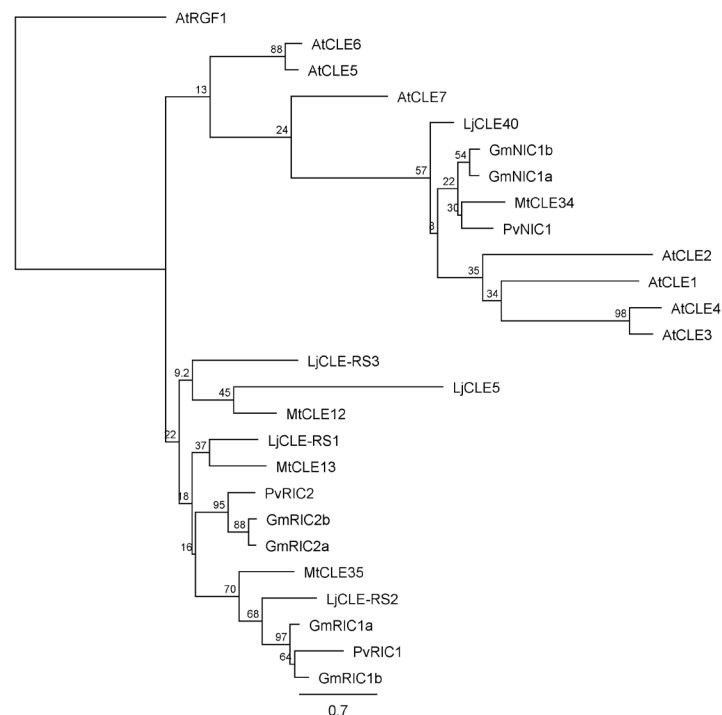 AtRGF1
88 AtCLE6
AtCLE5
13
AtCLE7
24
LjCLE40
GmNIC1b
54
GmNIC1a
57
22
MtCLE34
30
PvNIC1
8
AtCLE2
35
AtCLE1
34
AtCLE4
98
AtCLE3
LjCLE-RS3
9.2
LjCLE5
45
MtCLE12
22
LjCLE-RS1
37
MtCLE13
18
PvRIC2
95
GmRIC2b
88
GmRIC2a
16
MtCLE35
70
LjCLE-RS2
68
GmRIC1a
97
PvRIC1
64
GmRIC1b
0.7